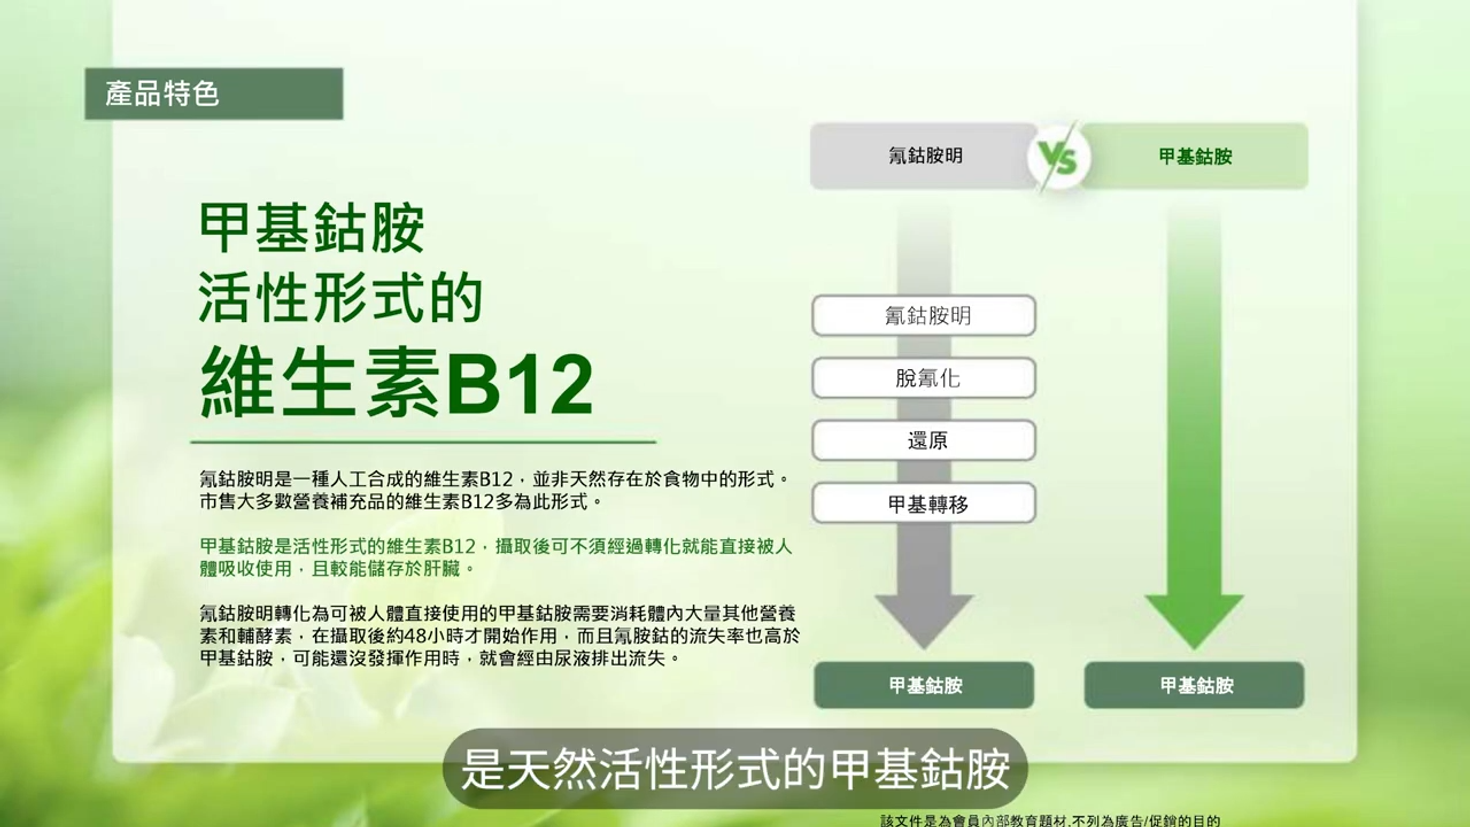 產品特色
甲基鈷胺
活性形式的
維生素B12
氰鈷胺明是一種人工合成的維生素B12，並非天然存在於食物中的形式。
市售大多數營養補充品的維生素B12多為此形式。
甲基鈷胺是活性形式的維生素B12，攝取後可不須經過轉化就能直接被人
體吸收使用，且較能儲存於肝臟。
氰鈷胺明轉化為可被人體直接使用的甲基鈷胺需要消耗體內大量其他營養
素和輔酵素，在攝取後約48小時才開始作用，而且氰胺鈷的流失率也高於
甲基鈷胺，可能還沒發揮作用時，就會經由尿液排出流失。
氰鈷胺明
VS
甲基鈷胺
氰鈷胺明
脫氰化
還原
甲基轉移
甲基鈷胺
甲基鈷胺
是天然活性形式的甲基鈷胺
該文件是為會員內部教育題材,不列為廣告/促銷的目的